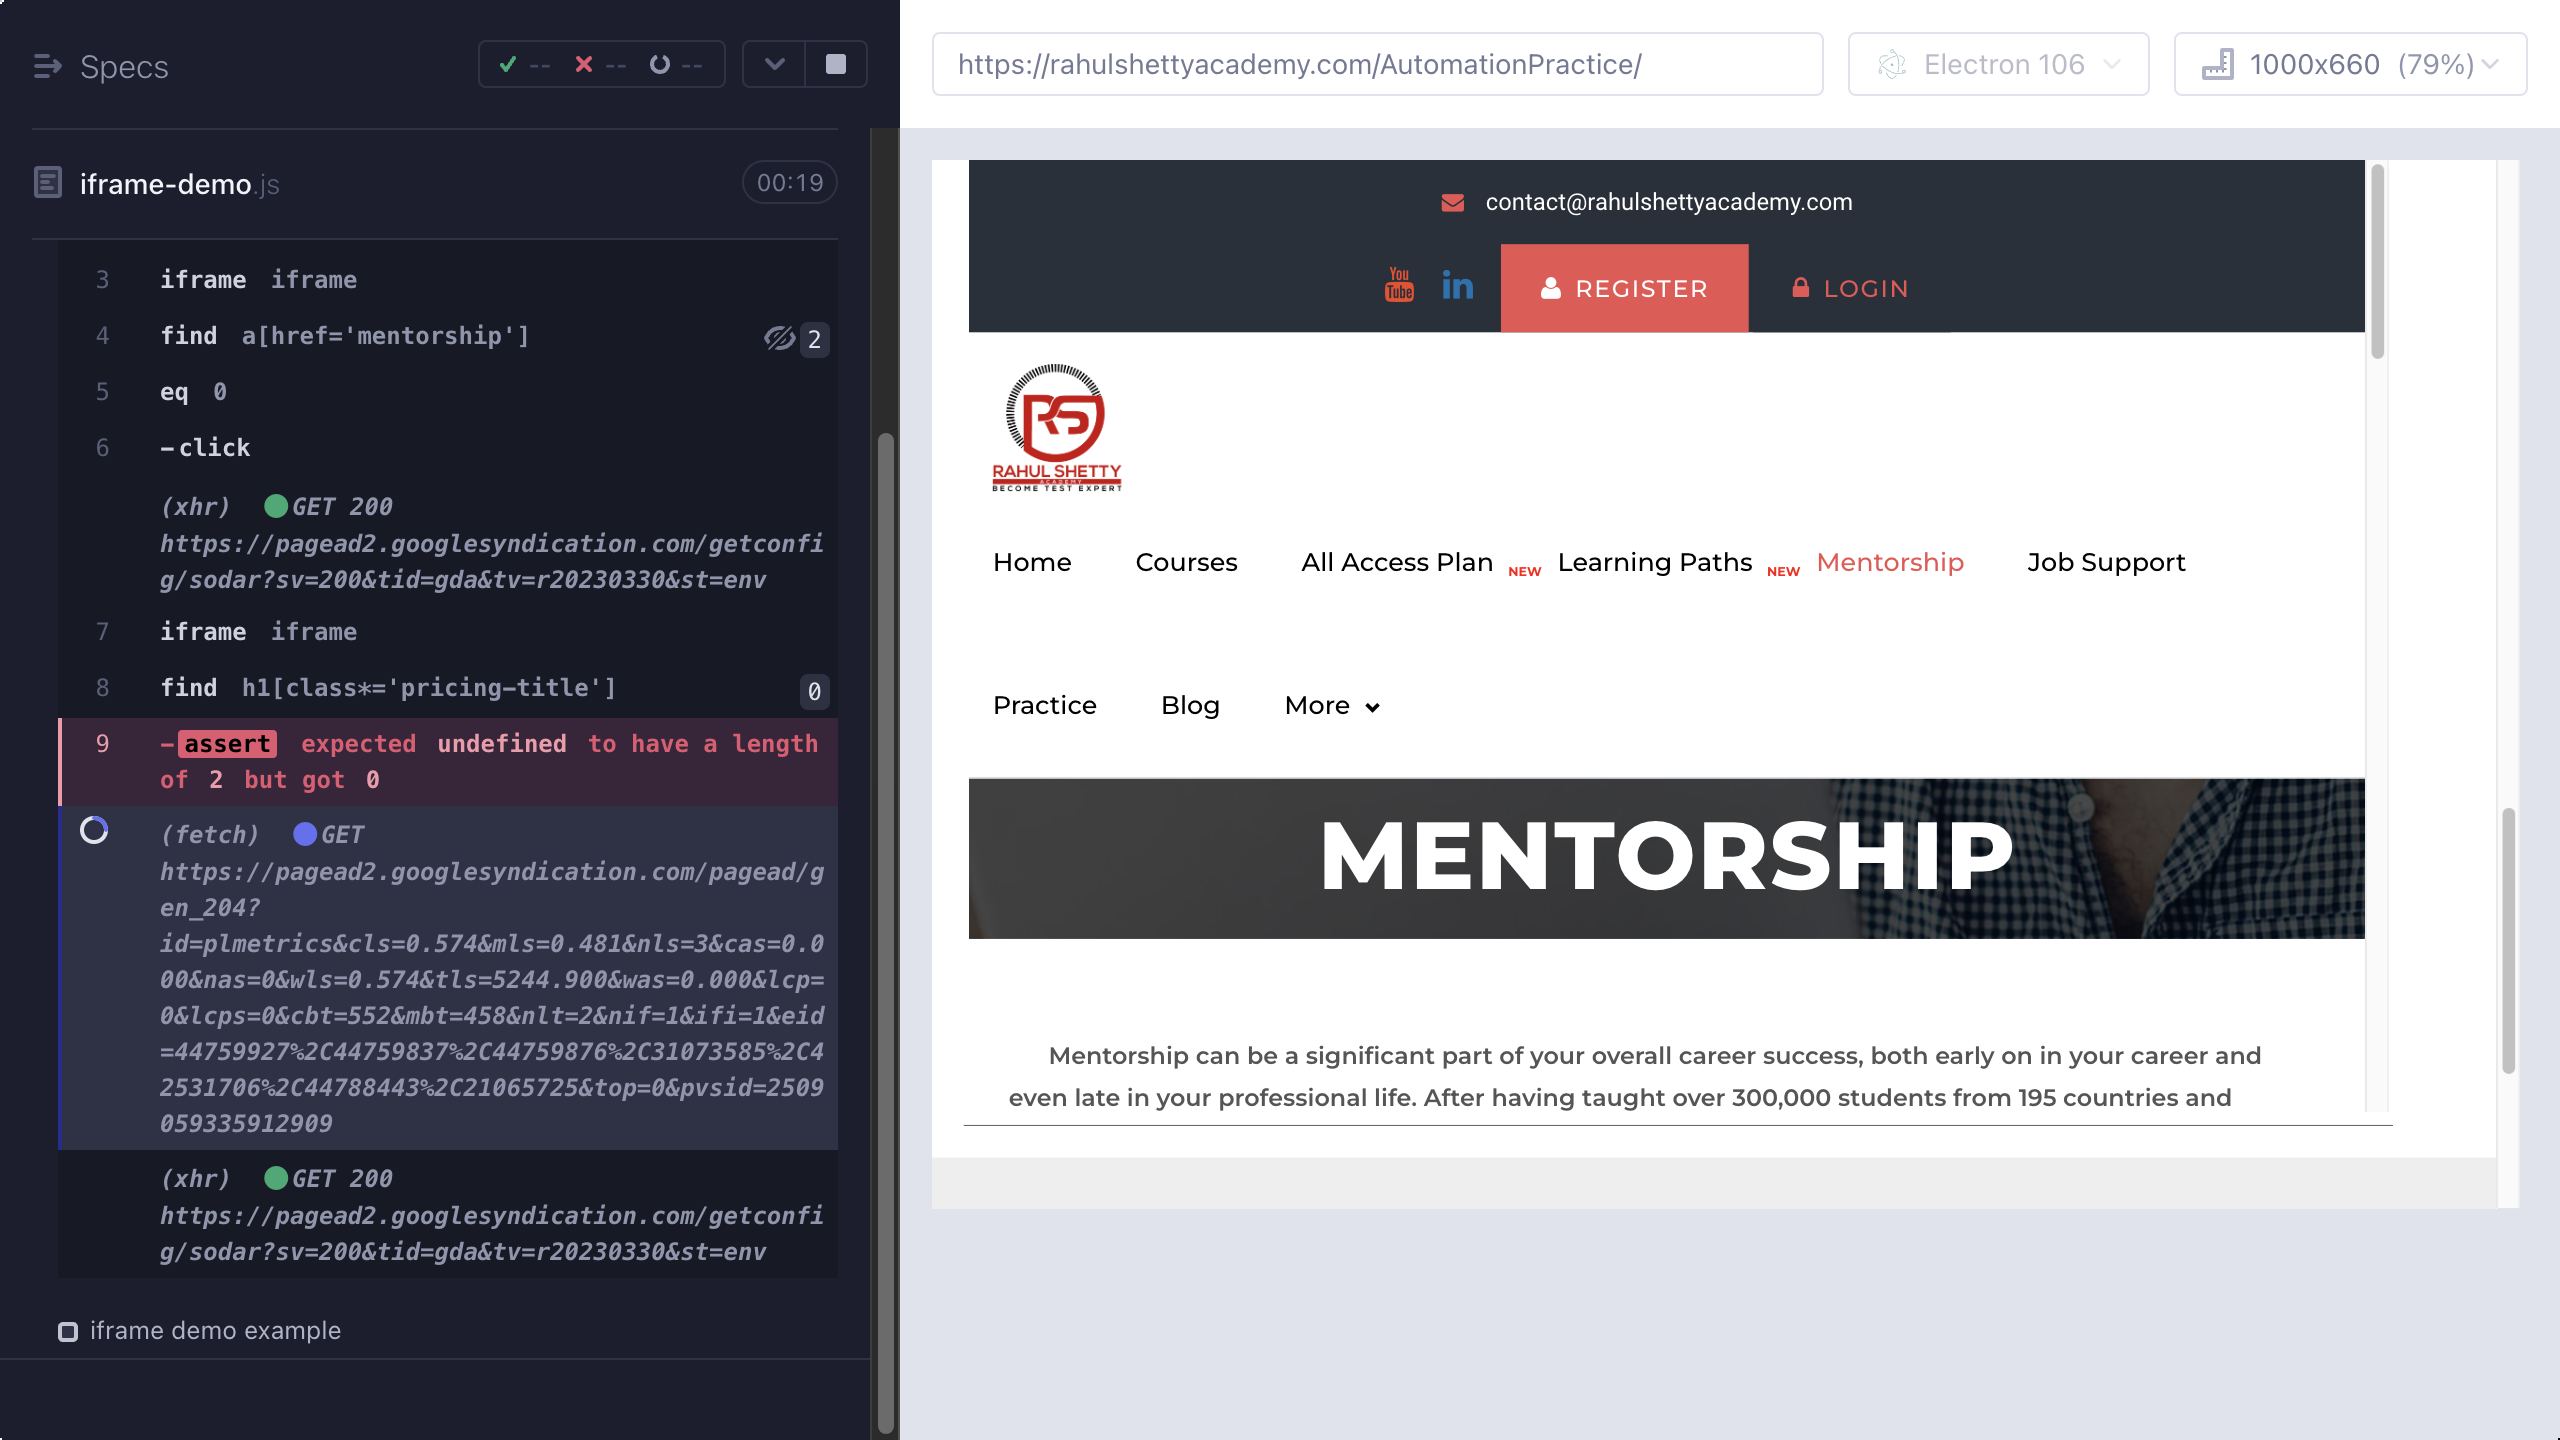 Specs
-- -- --
iframe-demo.js
00:19
3 iframe iframe
4 find a[href='mentorship'] 2
5 eq 0
6 -click
(xhr) GET 200
https://pagead2.googlesyndication.com/getconfi
g/sodar?sv=200&tid=gda&tv=r20230330&st=env
7 iframe iframe
8 find h1[class*='pricing-title'] 0
9 -assert expected undefined to have a length
of 2 but got 0
(fetch) GET
https://pagead2.googlesyndication.com/pagead/g
en_204?
id=plmetrics&cls=0.574&mls=0.481&nls=3&cas=0.0
00&nas=0&wls=0.574&tls=5244.900&was=0.000&lcp=
0&lcps=0&cbt=552&mbt=458&nlt=2&nif=1&ifi=1&eid
=44759927%2C44759837%2C44759876%2C31073585%2C4
2531706%2C44788443%2C21065725&top=0&pvsid=2509
059335912909
(xhr) GET 200
https://pagead2.googlesyndication.com/getconfi
g/sodar?sv=200&tid=gda&tv=r20230330&st=env
iframe demo example
https://rahulshettyacademy.com/AutomationPractice/
Electron 106
1000x660 (79%)
contact@rahulshettyacademy.com
You
Tube
in
REGISTER
LOGIN
RS
RAHUL SHETTY
ACADEMY
BECOME TEST EXPERT
Home Courses All Access Plan NEW Learning Paths NEW Mentorship Job Support
Practice Blog More
MENTORSHIP
Mentorship can be a significant part of your overall career success, both early on in your career and
even late in your professional life. After having taught over 300,000 students from 195 countries and